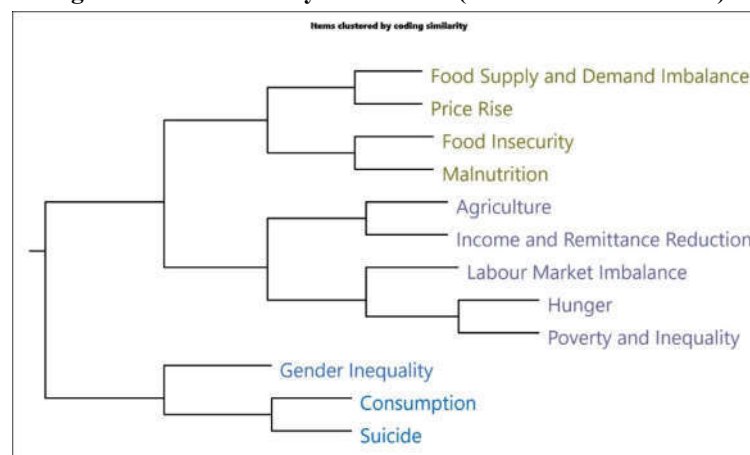 Items clustered by coding similarity
Food Supply and Demand Imbalance
Price Rise
Food Insecurity
Malnutrition
Agriculture
Income and Remittance Reduction
Labour Market Imbalance
Hunger
Poverty and Inequality
Gender Inequality
Consumption
Suicide